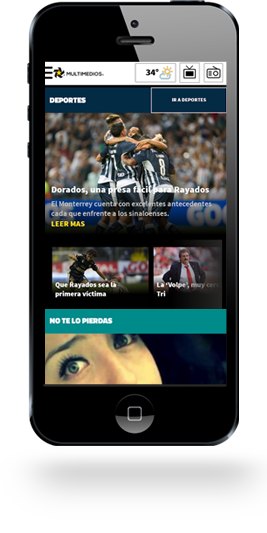 MULTIMEDIOS
34°
DEPORTES
IR A DEPORTES
Dorados, una presa fácil para Rayados
El Monterrey cuenta con excelentes antecedentes
cada que enfrente a los sinaloenses.
LEER MAS
Que Rayados sea la
primera víctima
La 'Volpe', muy
Tri
NO TE LO PIERDAS